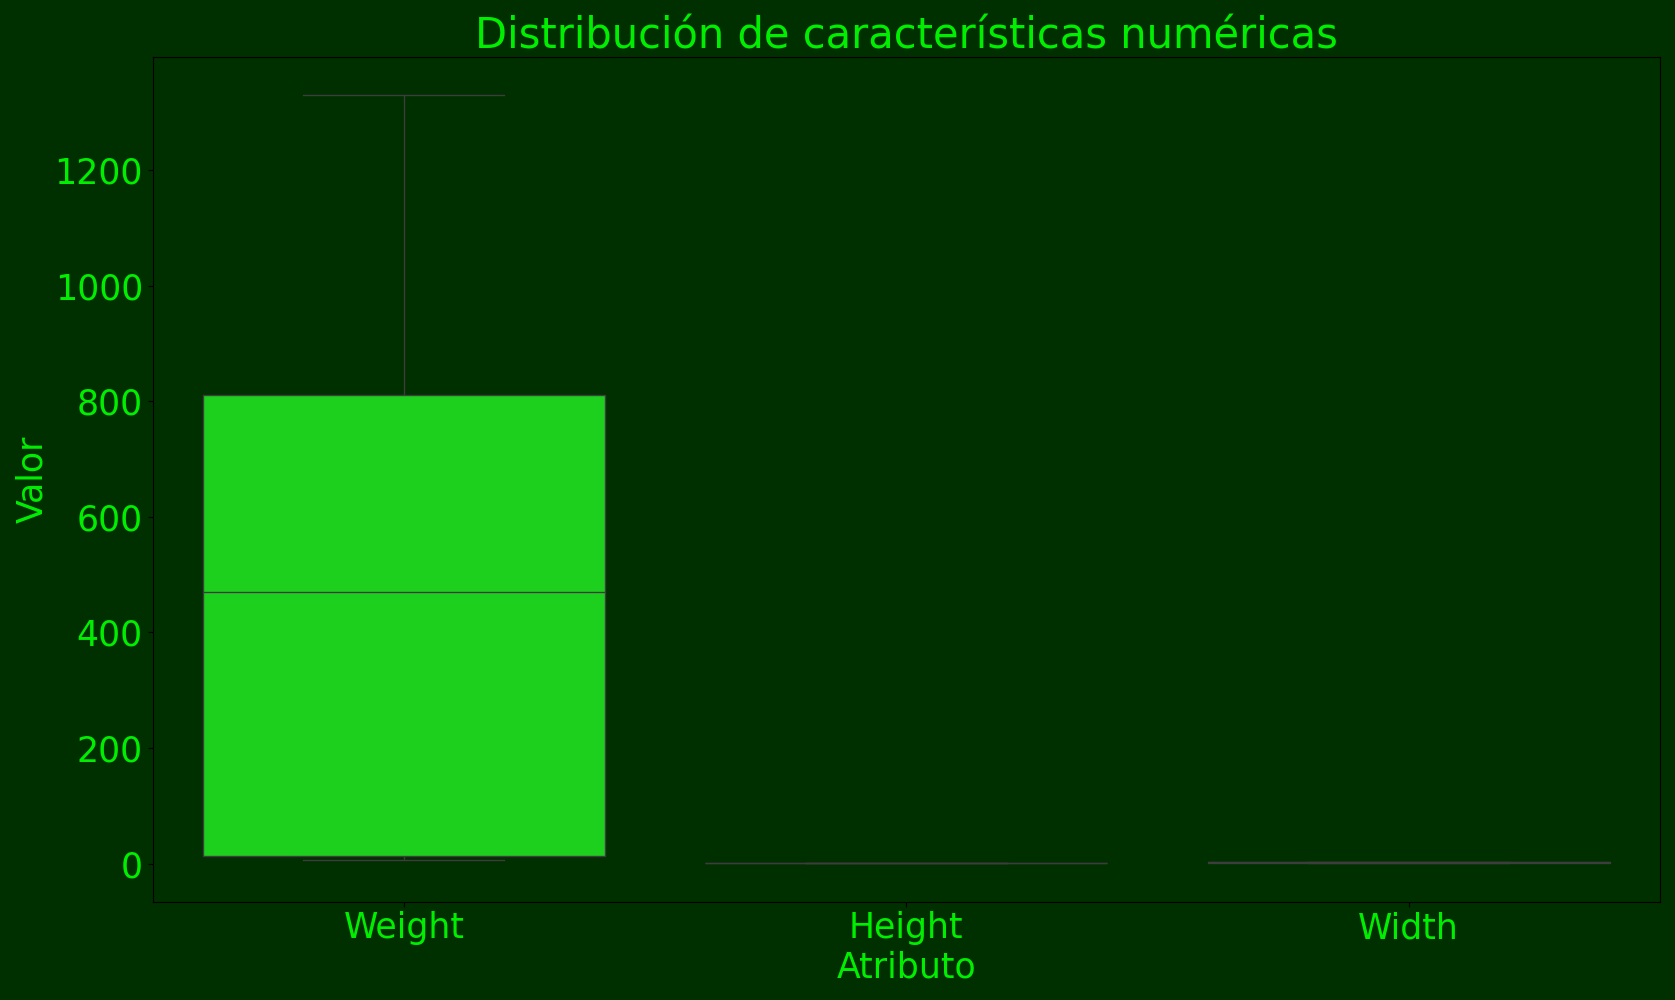 Distribución de características numéricas
1200
1000
800
600
400
200
0
Valor
Weight
Height
Width
Atributo